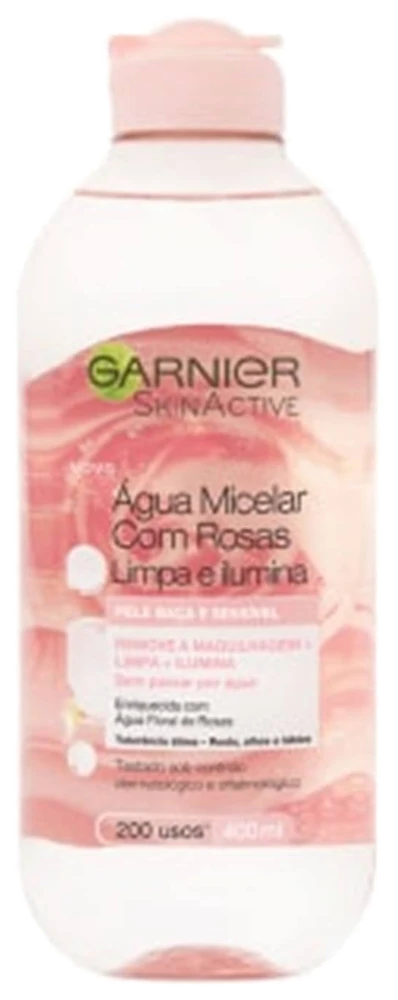 GARNIER
SKINACTIVE
NOVO
Água Micelar
Com Rosas
Limpa e ilumina
PELE BAÇA E SENSÍVEL
REMOVE A MAQUILHAGEM +
LIMPA + ILUMINA
Sem passar por água
Enriquecida com
Água Floral de Rosas
Tolerância ótima - Rosto, olhos e lábios
Testado sob controlo
dermatológico e oftalmológico
200 usos* 400ml